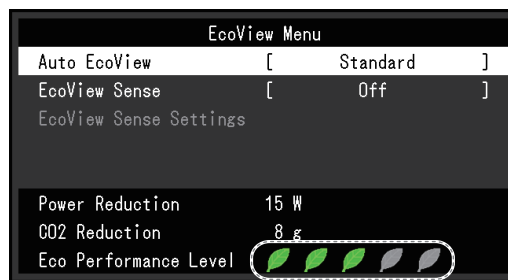 EcoView Menu
Auto EcoView [ Standard ]
EcoView Sense [ Off ]
EcoView Sense Settings
Power Reduction 15 W
CO2 Reduction 8 g
Eco Performance Level